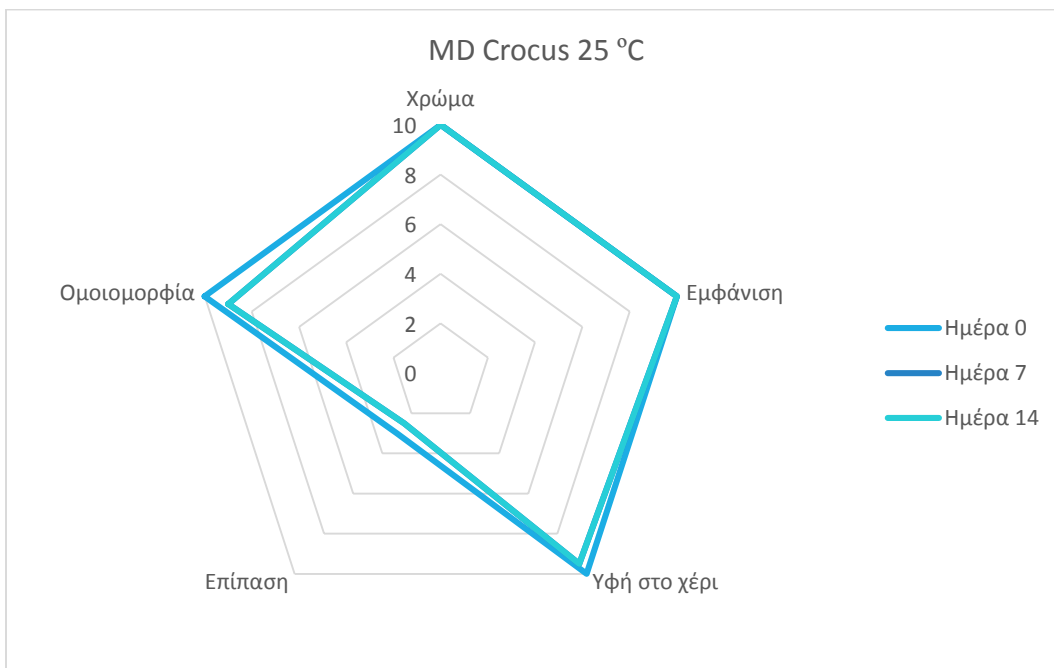 MD Crocus 25 ºC
Χρώμα
10
8
6
4
2
0
Ομοιομορφία
Εμφάνιση
Επίπαση
Υφή στο χέρι
Ημέρα 0
Ημέρα 7
Ημέρα 14